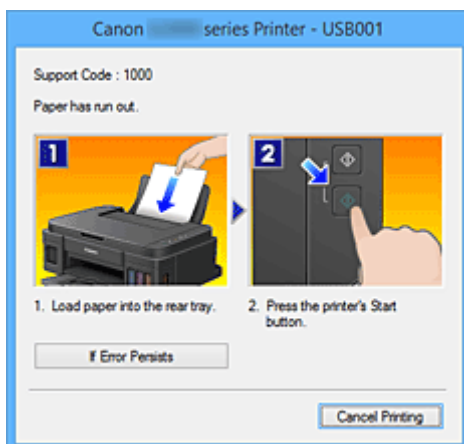 Canon series Printer - USB001
Support Code : 1000
Paper has run out.
1
2
1. Load paper into the rear tray.
2. Press the printer's Start
button.
If Error Persists
Cancel Printing